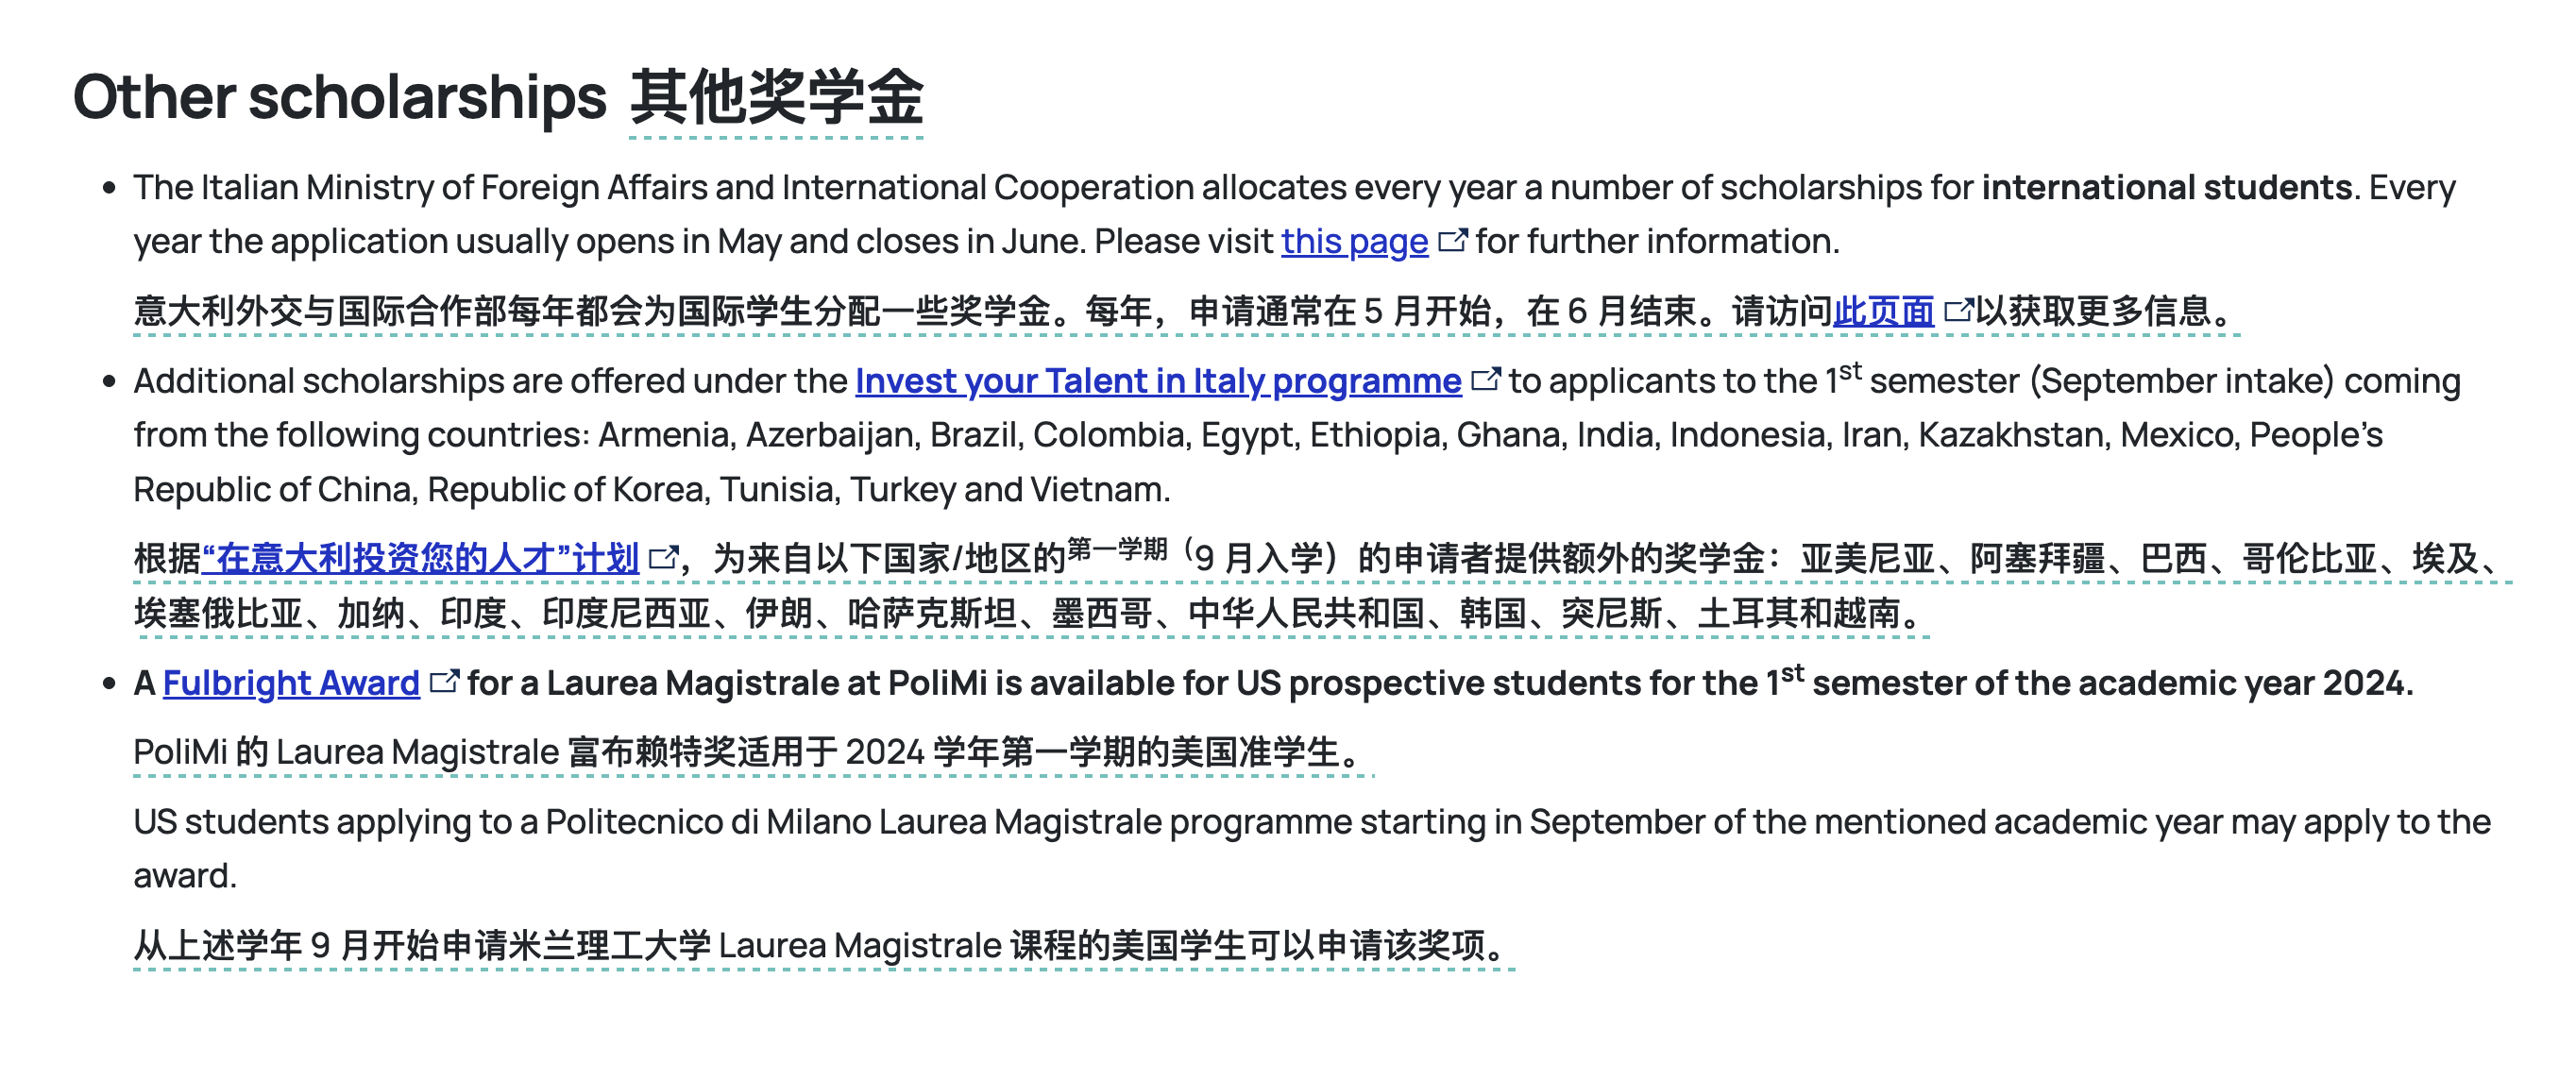 Other scholarships 其他奖学金
The Italian Ministry of Foreign Affairs and International Cooperation allocates every year a number of scholarships for international students. Every
year the application usually opens in May and closes in June. Please visit this page for further information.
意大利外交与国际合作部每年都会为国际学生分配一些奖学金。每年，申请通常在 5 月开始，在 6 月结束。请访问此页面以获取更多信息。
Additional scholarships are offered under the Invest your Talent in Italy programme to applicants to the 1st semester (September intake) coming
from the following countries: Armenia, Azerbaijan, Brazil, Colombia, Egypt, Ethiopia, Ghana, India, Indonesia, Iran, Kazakhstan, Mexico, People’s
Republic of China, Republic of Korea, Tunisia, Turkey and Vietnam.
根据“在意大利投资您的人才”计划，为来自以下国家/地区的第一学期（9 月入学）的申请者提供额外的奖学金：亚美尼亚、阿塞拜疆、巴西、哥伦比亚、埃及、
埃塞俄比亚、加纳、印度、印度尼西亚、伊朗、哈萨克斯坦、墨西哥、中华人民共和国、韩国、突尼斯、土耳其和越南。
A Fulbright Award for a Laurea Magistrale at PoliMi is available for US prospective students for the 1st semester of the academic year 2024.
PoliMi 的 Laurea Magistrale 富布赖特奖适用于 2024 学年第一学期的美国准学生。
US students applying to a Politecnico di Milano Laurea Magistrale programme starting in September of the mentioned academic year may apply to the
award.
从上述学年 9 月开始申请米兰理工大学 Laurea Magistrale 课程的美国学生可以申请该奖项。